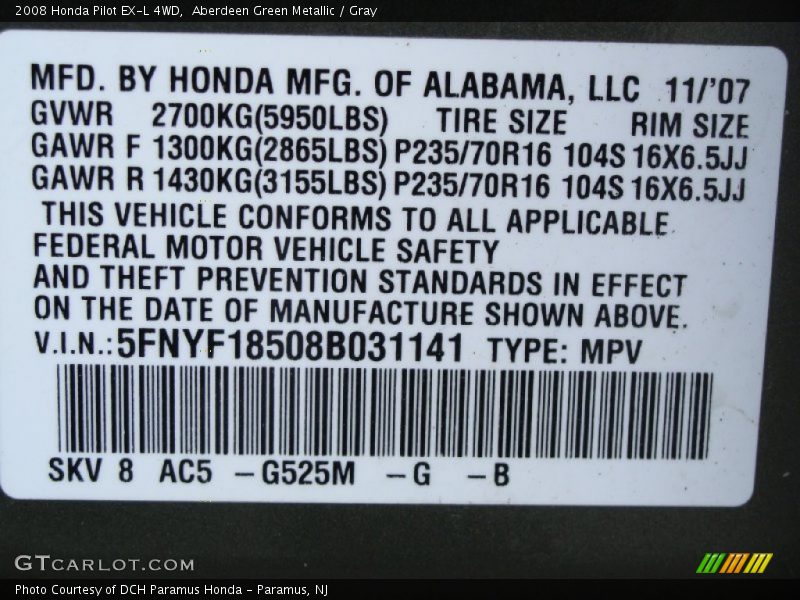 2008 Honda Pilot EX-L 4WD,  Aberdeen Green Metallic / Gray
MFD. BY HONDA MFG. OF ALABAMA, LLC 11/'07
GVWR 2700KG(5950LBS) TIRE SIZE RIM SIZE
GAWR F 1300KG(2865LBS) P235/70R16 104S 16X6.5JJ
GAWR R 1430KG(3155LBS) P235/70R16 104S 16X6.5JJ
THIS VEHICLE CONFORMS TO ALL APPLICABLE
FEDERAL MOTOR VEHICLE SAFETY
AND THEFT PREVENTION STANDARDS IN EFFECT
ON THE DATE OF MANUFACTURE SHOWN ABOVE.
V.I.N.: 5FNYF18508B031141 TYPE: MPV
SKV 8 AC5 -G525M -G -B
GTCARLOT.COM
Photo Courtesy of DCH Paramus Honda - Paramus, NJ